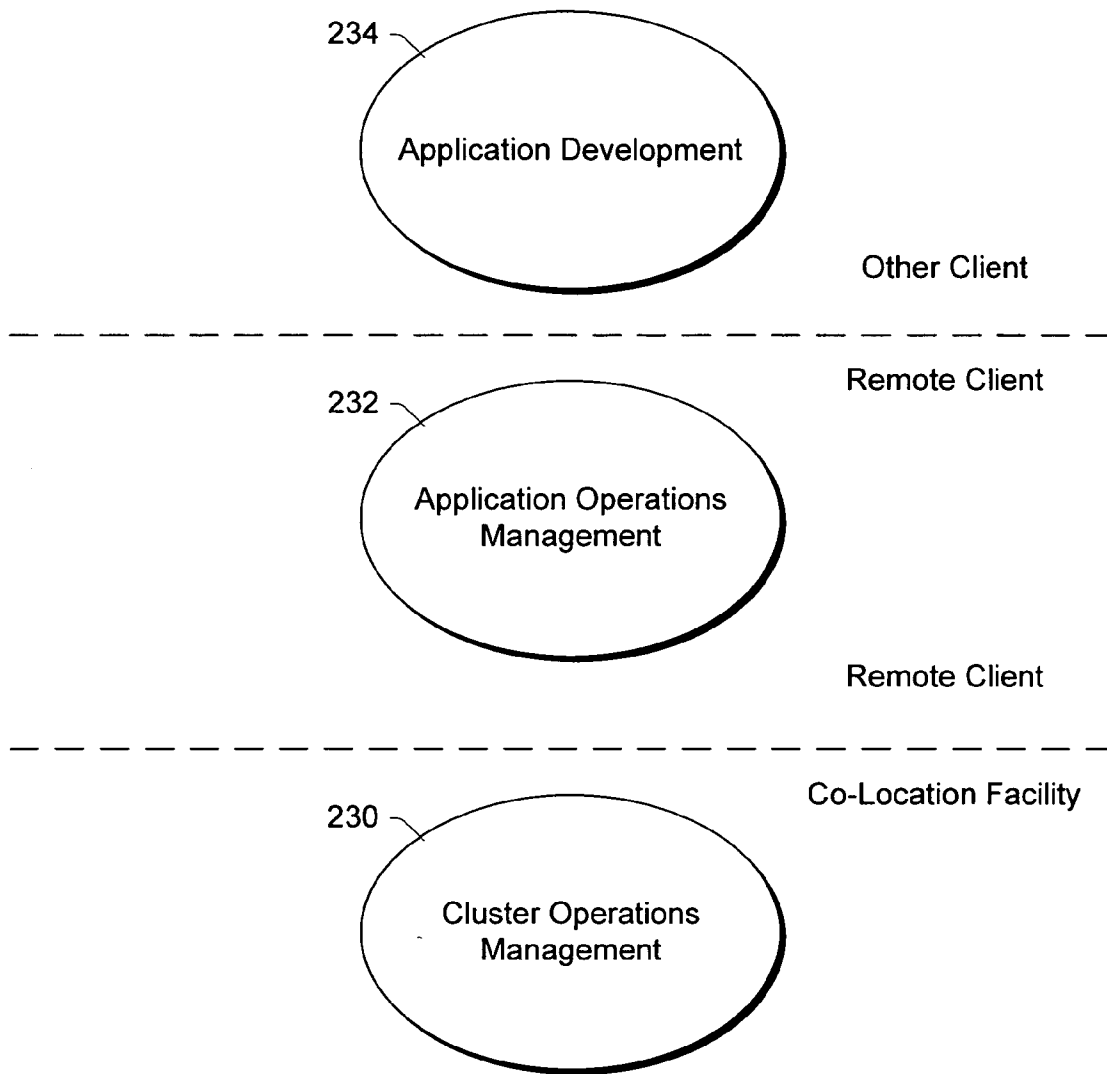 234
Application Development
Other Client
Remote Client
232
Application Operations
Management
Remote Client
Co-Location Facility
230
Cluster Operations
Management